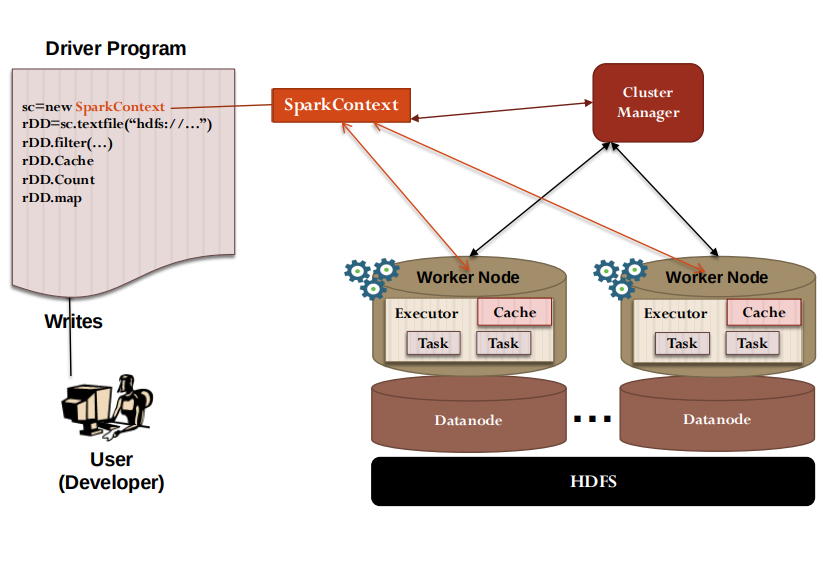 Driver Program
sc=new SparkContext
rDD=sc.textfile(“hdfs://…”)
rDD.filter(…)
rDD.Cache
rDD.Count
rDD.map
Writes
User
(Developer)
SparkContext
Cluster
Manager
Worker Node
Executor
Cache
Task
Task
Datanode
Worker Node
Executor
Cache
Task
Task
Datanode
...
HDFS